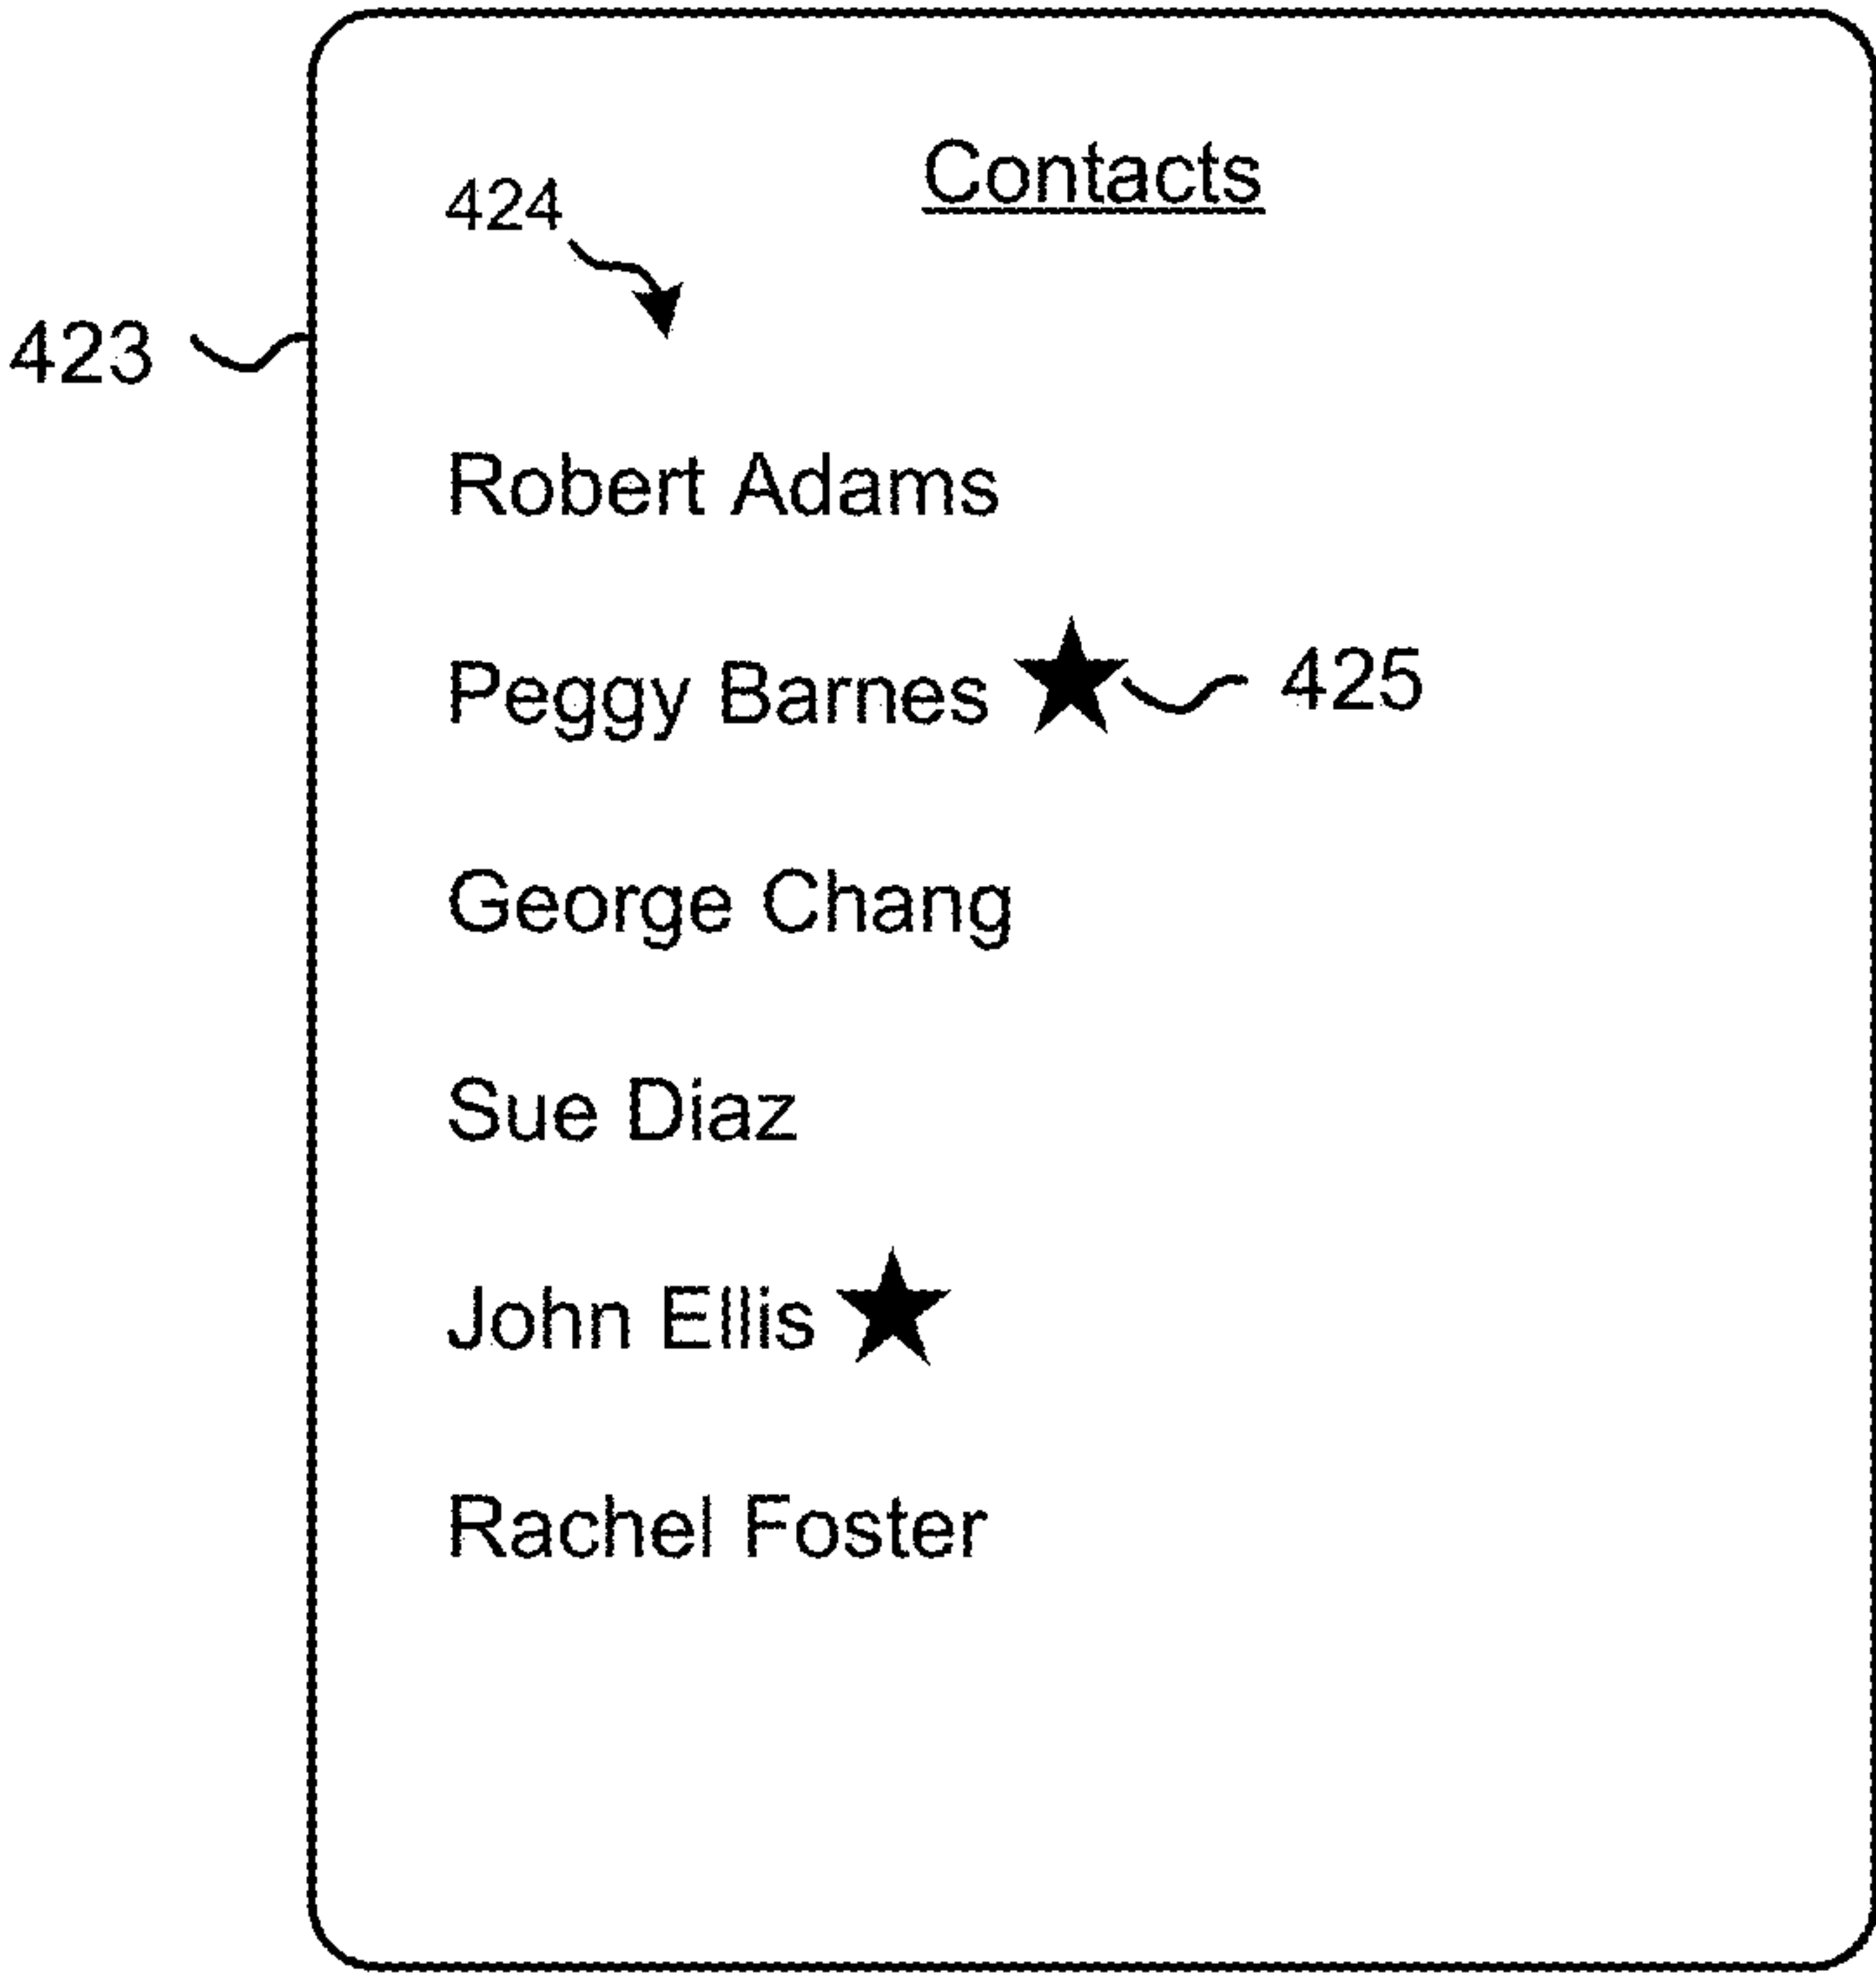 Contacts
424
423
Robert Adams
Peggy Barnes ★ 425
George Chang
Sue Diaz
John Ellis ★
Rachel Foster